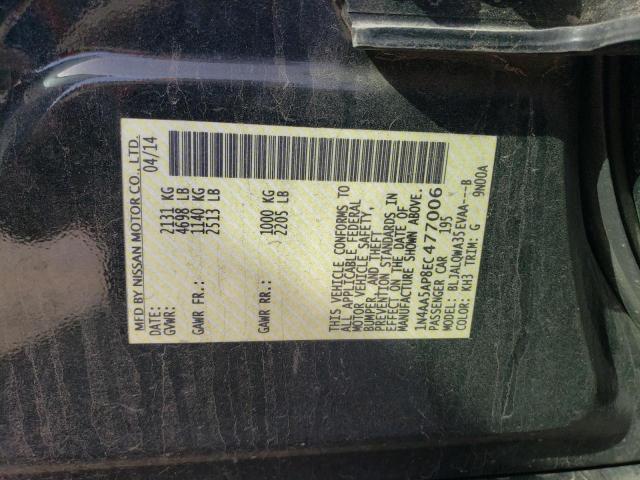 MFD BY NISSAN MOTOR CO., LTD.
DATE: 04/14
GVWR: 2131 KG
4698 LB
GAWR FR.: 1140 KG
2513 LB
GAWR RR.: 1000 KG
2205 LB
THIS VEHICLE CONFORMS TO
ALL APPLICABLE FEDERAL
MOTOR VEHICLE SAFETY,
BUMPER, AND THEFT
PREVENTION STANDARDS IN
EFFECT ON THE DATE OF
MANUFACTURE SHOWN ABOVE.
1N4AA5AP8EC477006
PASSENGER CAR 195
MODEL: BLJALQWA35EVAA---B
COLOR: KH3 TRIM: G 9N00A